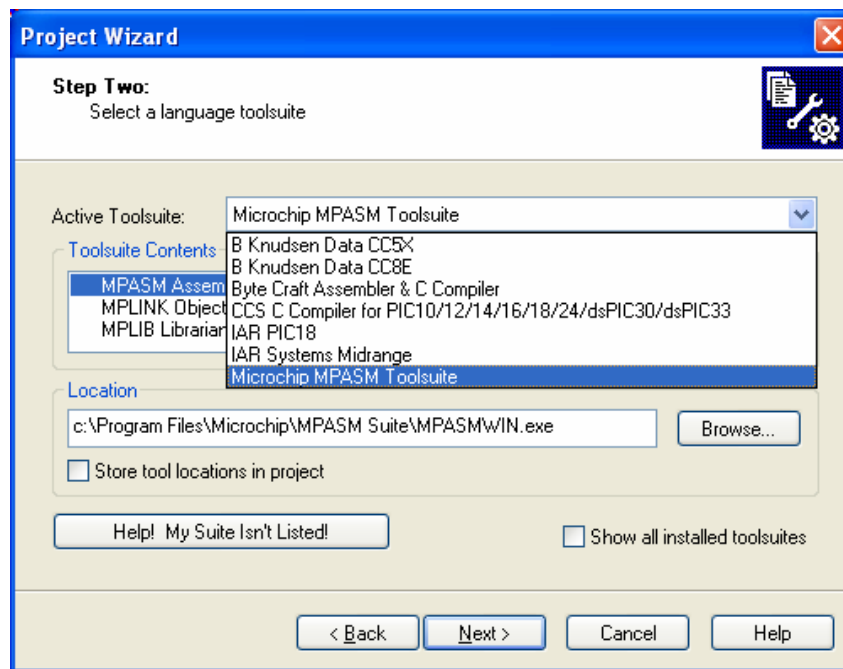 Project Wizard
Step Two:
Select a language toolsuite
Active Toolsuite:
Microchip MPASM Toolsuite
B Knudsen Data CC5X
B Knudsen Data CC8E
Byte Craft Assembler & C Compiler
CCS C Compiler for PIC10/12/14/16/18/24/dsPIC30/dsPIC33
IAR PIC18
IAR Systems Midrange
Microchip MPASM Toolsuite
Toolsuite Contents
MPASM Assem
MPLINK Object
MPLIB Librarian
Location
c:\Program Files\Microchip\MPASM Suite\MPASMWIN.exe
Browse...
Store tool locations in project
Help! My Suite Isn't Listed!
Show all installed toolsuites
< Back
Next >
Cancel
Help